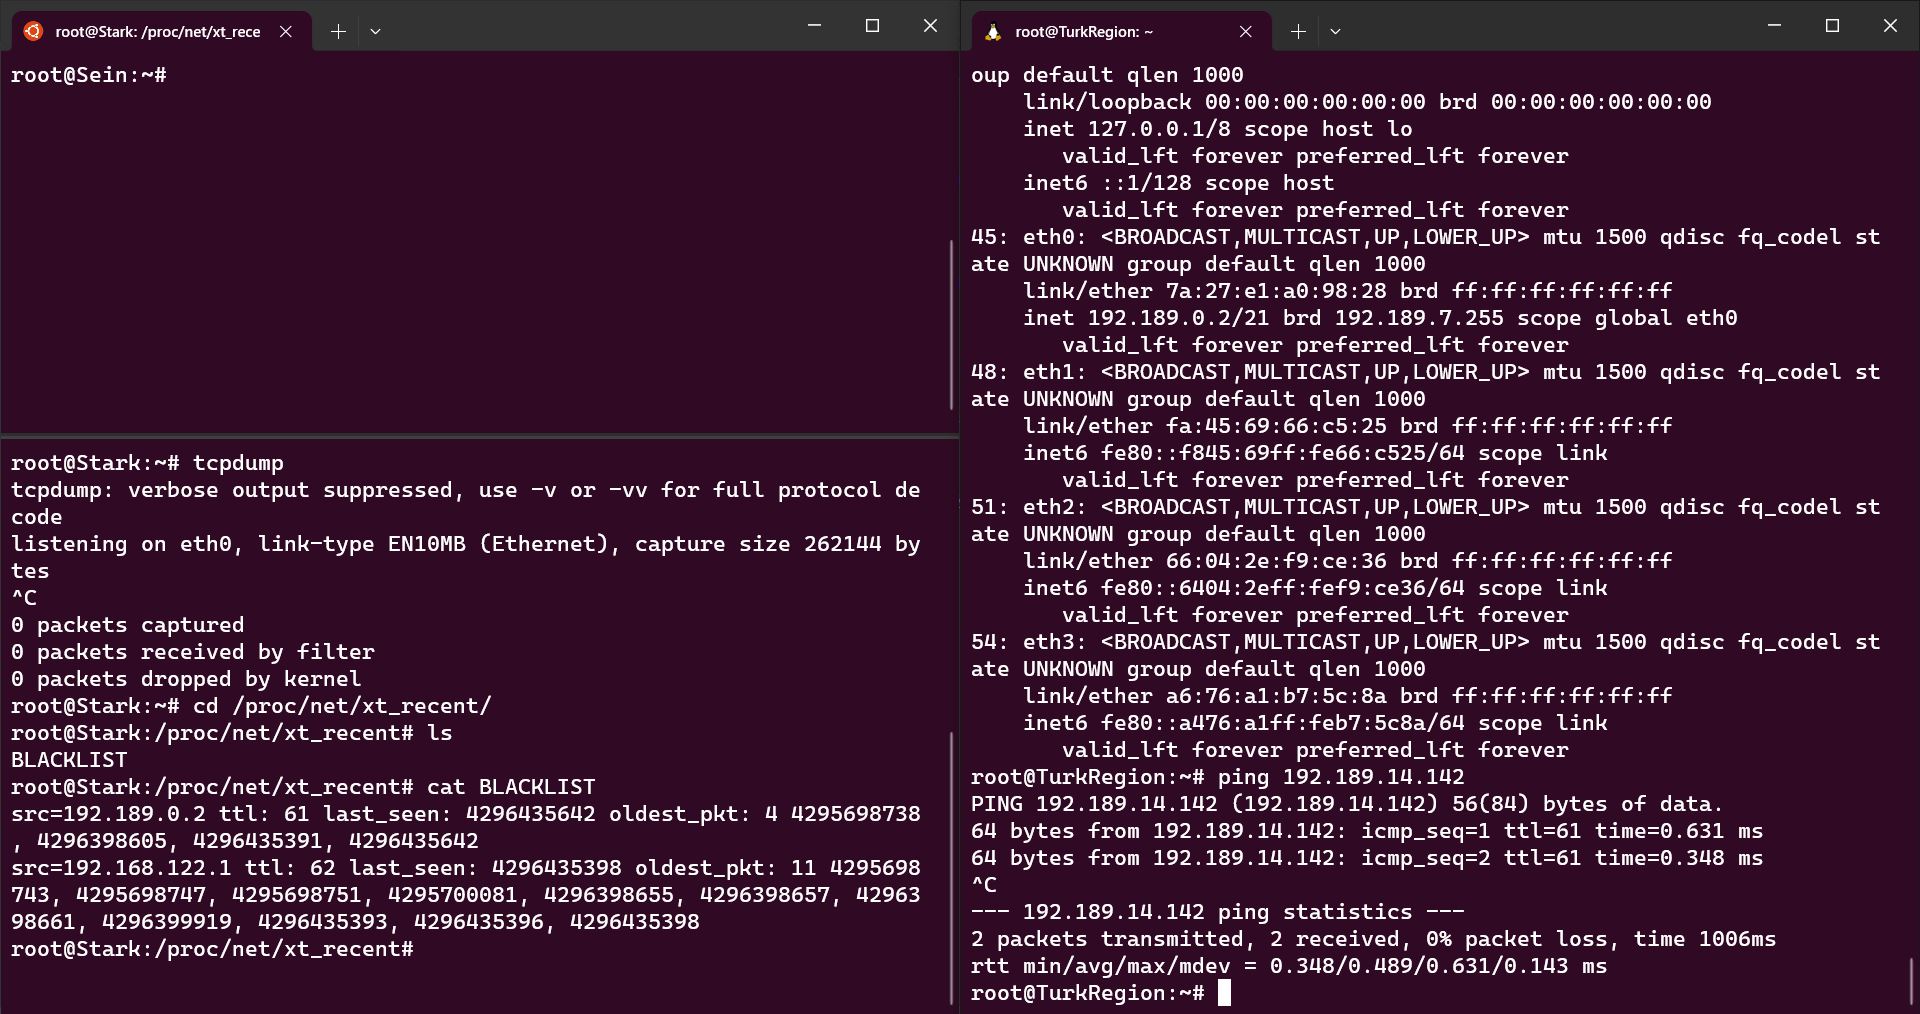 root@Stark: /proc/net/xt_rece
root@Sein:~#
root@Stark:~# tcpdump
tcpdump: verbose output suppressed, use -v or -vv for full protocol de
code
listening on eth0, link-type EN10MB (Ethernet), capture size 262144 by
tes
^C
0 packets captured
0 packets received by filter
0 packets dropped by kernel
root@Stark:~# cd /proc/net/xt_recent/
root@Stark:/proc/net/xt_recent# ls
BLACKLIST
root@Stark:/proc/net/xt_recent# cat BLACKLIST
src=192.189.0.2 ttl: 61 last_seen: 4296435642 oldest_pkt: 4 4295698738
, 4296398605, 4296435391, 4296435642
src=192.168.122.1 ttl: 62 last_seen: 4296435398 oldest_pkt: 11 4295698
743, 4295698747, 4295698751, 4295700081, 4296398655, 4296398657, 42963
98661, 4296399919, 4296435393, 4296435396, 4296435398
root@Stark:/proc/net/xt_recent#
root@TurkRegion: ~
oup default qlen 1000
    link/loopback 00:00:00:00:00:00 brd 00:00:00:00:00:00
    inet 127.0.0.1/8 scope host lo
       valid_lft forever preferred_lft forever
    inet6 ::1/128 scope host
       valid_lft forever preferred_lft forever
45: eth0: <BROADCAST,MULTICAST,UP,LOWER_UP> mtu 1500 qdisc fq_codel st
ate UNKNOWN group default qlen 1000
    link/ether 7a:27:e1:a0:98:28 brd ff:ff:ff:ff:ff:ff
    inet 192.189.0.2/21 brd 192.189.7.255 scope global eth0
       valid_lft forever preferred_lft forever
48: eth1: <BROADCAST,MULTICAST,UP,LOWER_UP> mtu 1500 qdisc fq_codel st
ate UNKNOWN group default qlen 1000
    link/ether fa:45:69:66:c5:25 brd ff:ff:ff:ff:ff:ff
    inet6 fe80::f845:69ff:fe66:c525/64 scope link
       valid_lft forever preferred_lft forever
51: eth2: <BROADCAST,MULTICAST,UP,LOWER_UP> mtu 1500 qdisc fq_codel st
ate UNKNOWN group default qlen 1000
    link/ether 66:04:2e:f9:ce:36 brd ff:ff:ff:ff:ff:ff
    inet6 fe80::6404:2eff:fef9:ce36/64 scope link
       valid_lft forever preferred_lft forever
54: eth3: <BROADCAST,MULTICAST,UP,LOWER_UP> mtu 1500 qdisc fq_codel st
ate UNKNOWN group default qlen 1000
    link/ether a6:76:a1:b7:5c:8a brd ff:ff:ff:ff:ff:ff
    inet6 fe80::a476:a1ff:feb7:5c8a/64 scope link
       valid_lft forever preferred_lft forever
root@TurkRegion:~# ping 192.189.14.142
PING 192.189.14.142 (192.189.14.142) 56(84) bytes of data.
64 bytes from 192.189.14.142: icmp_seq=1 ttl=61 time=0.631 ms
64 bytes from 192.189.14.142: icmp_seq=2 ttl=61 time=0.348 ms
^C
--- 192.189.14.142 ping statistics ---
2 packets transmitted, 2 received, 0% packet loss, time 1006ms
rtt min/avg/max/mdev = 0.348/0.489/0.631/0.143 ms
root@TurkRegion:~#